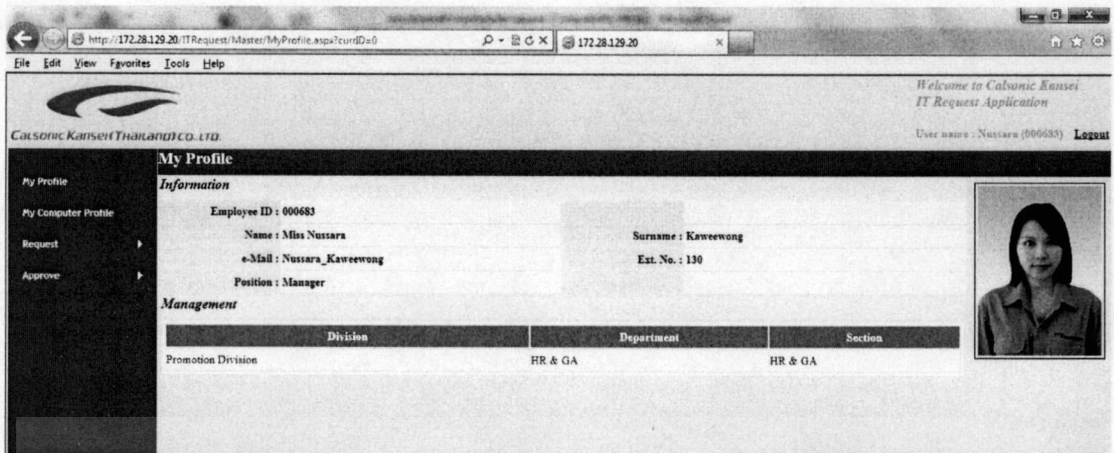 http://172.28.129.20/ITRequest/Master/MyProfile.aspx?currID=0
172.28.129.20
File Edit View Favorites Tools Help
Welcome to Calsonic Kansei
IT Request Application
CALSONIC KANSEI (THAILAND) CO., LTD.
User name : Nussara (000683) Logout
My Profile
My Profile
Information
My Computer Profile
Employee ID : 000683
Request
Name : Miss Nussara Surname : Kaweewong
e-Mail : Nussara_Kaweewong Ext. No. : 130
Approve
Position : Manager
Management
Division Department Section
Promotion Division HR & GA HR & GA